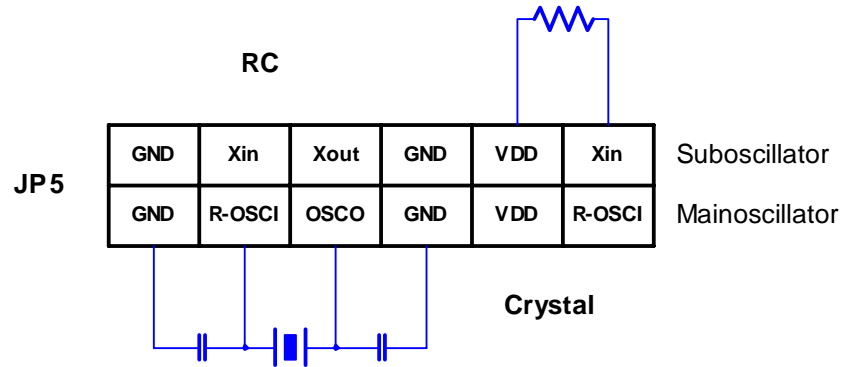 RC
GND Xin Xout GND VDD Xin Suboscillator
JP5
GND R-OSCI OSCO GND VDD R-OSCI Mainoscillator
Crystal